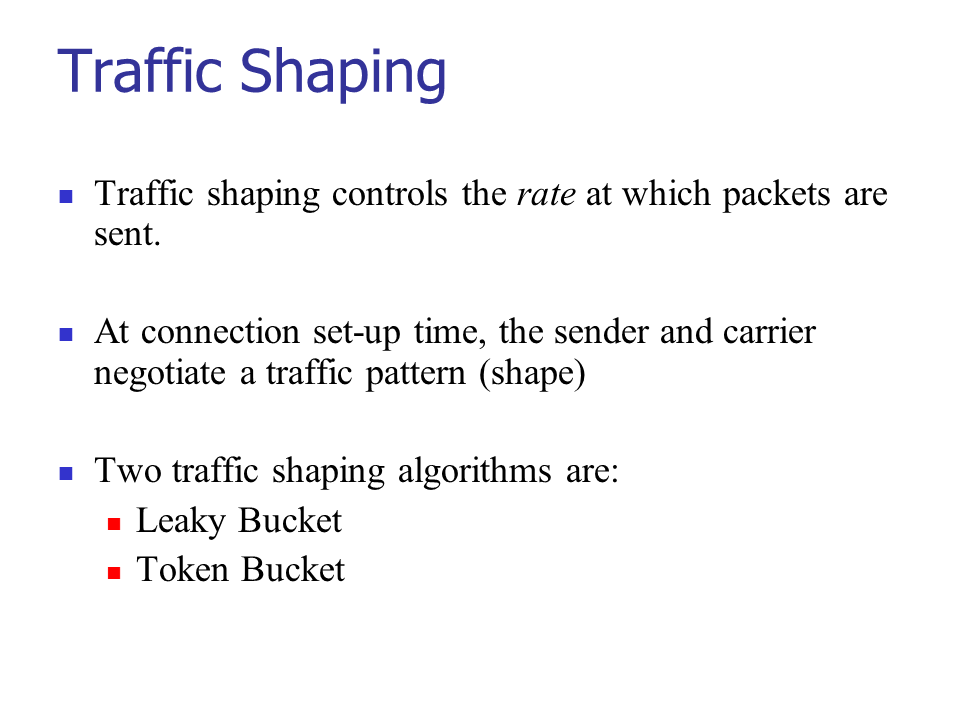 Traffic Shaping
Traffic shaping controls the rate at which packets are
sent.
At connection set-up time, the sender and carrier
negotiate a traffic pattern (shape)
Two traffic shaping algorithms are:
Leaky Bucket
Token Bucket